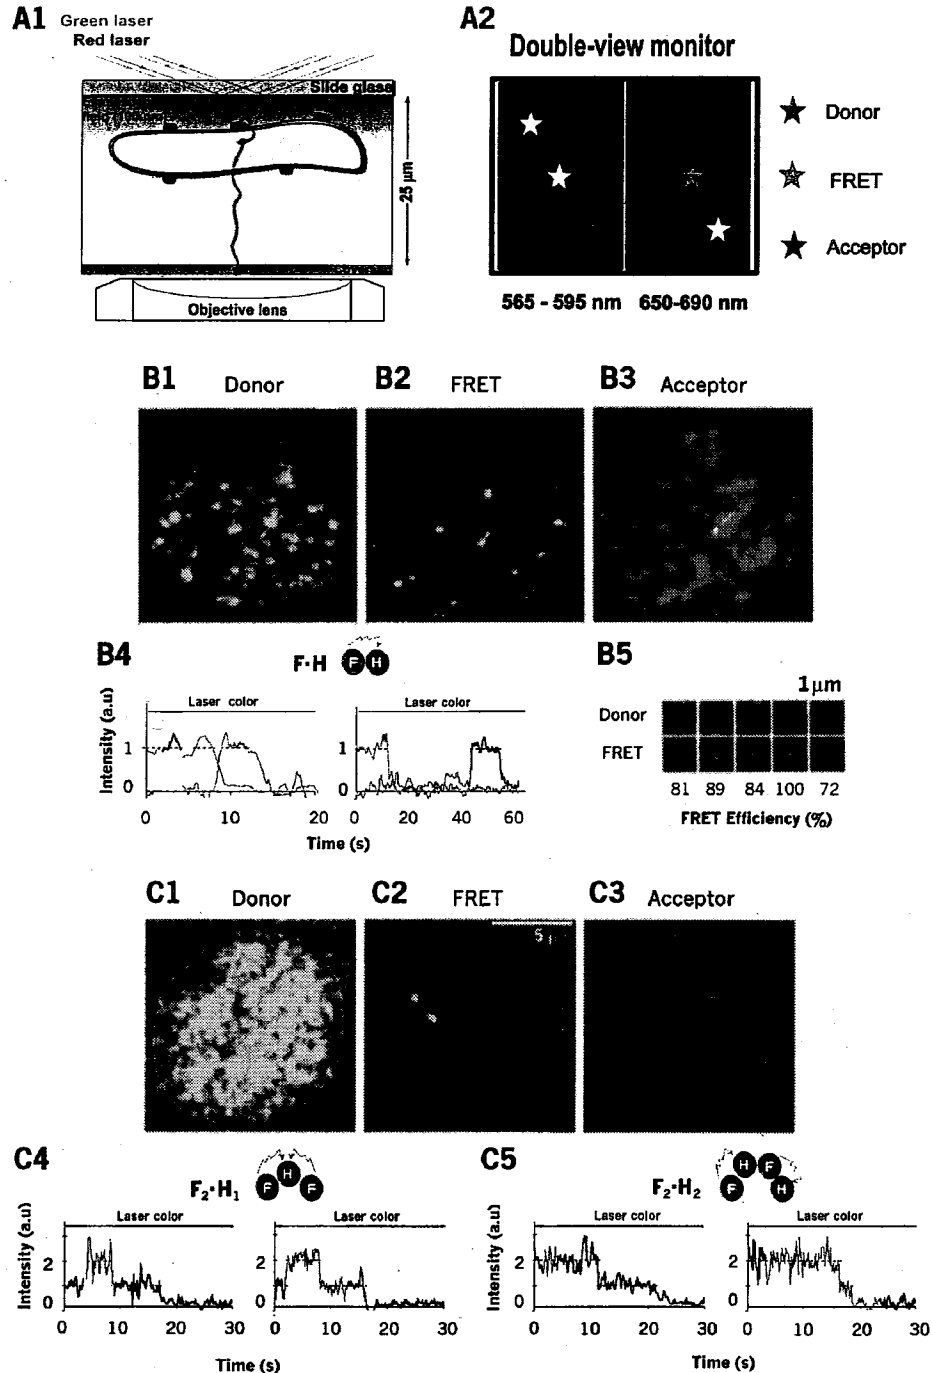 A1
Green laser
Red laser
Slide glass
25 μm
Objective lens
A2
Double-view monitor
Donor
FRET
Acceptor
565 - 595 nm 650-690 nm
B1 Donor
B2 FRET
B3 Acceptor
B4
F·H
F H
Laser color
Laser color
Intensity (a.u)
1
0
1
0
0 10 20
0 20 40 60
Time (s)
B5
1 μm
Donor
FRET
81 89 84 100 72
FRET Efficiency (%)
C1 Donor
C2 FRET
C3 Acceptor
C4
F₂·H₁
F H F
Laser color
Laser color
Intensity (a.u)
2
0
2
0
0 10 20 30
0 10 20 30
Time (s)
C5
F₂·H₂
F H F H
Laser color
Laser color
Intensity (a.u)
2
0
2
0
0 10 20 30
0 10 20 30
Time (s)